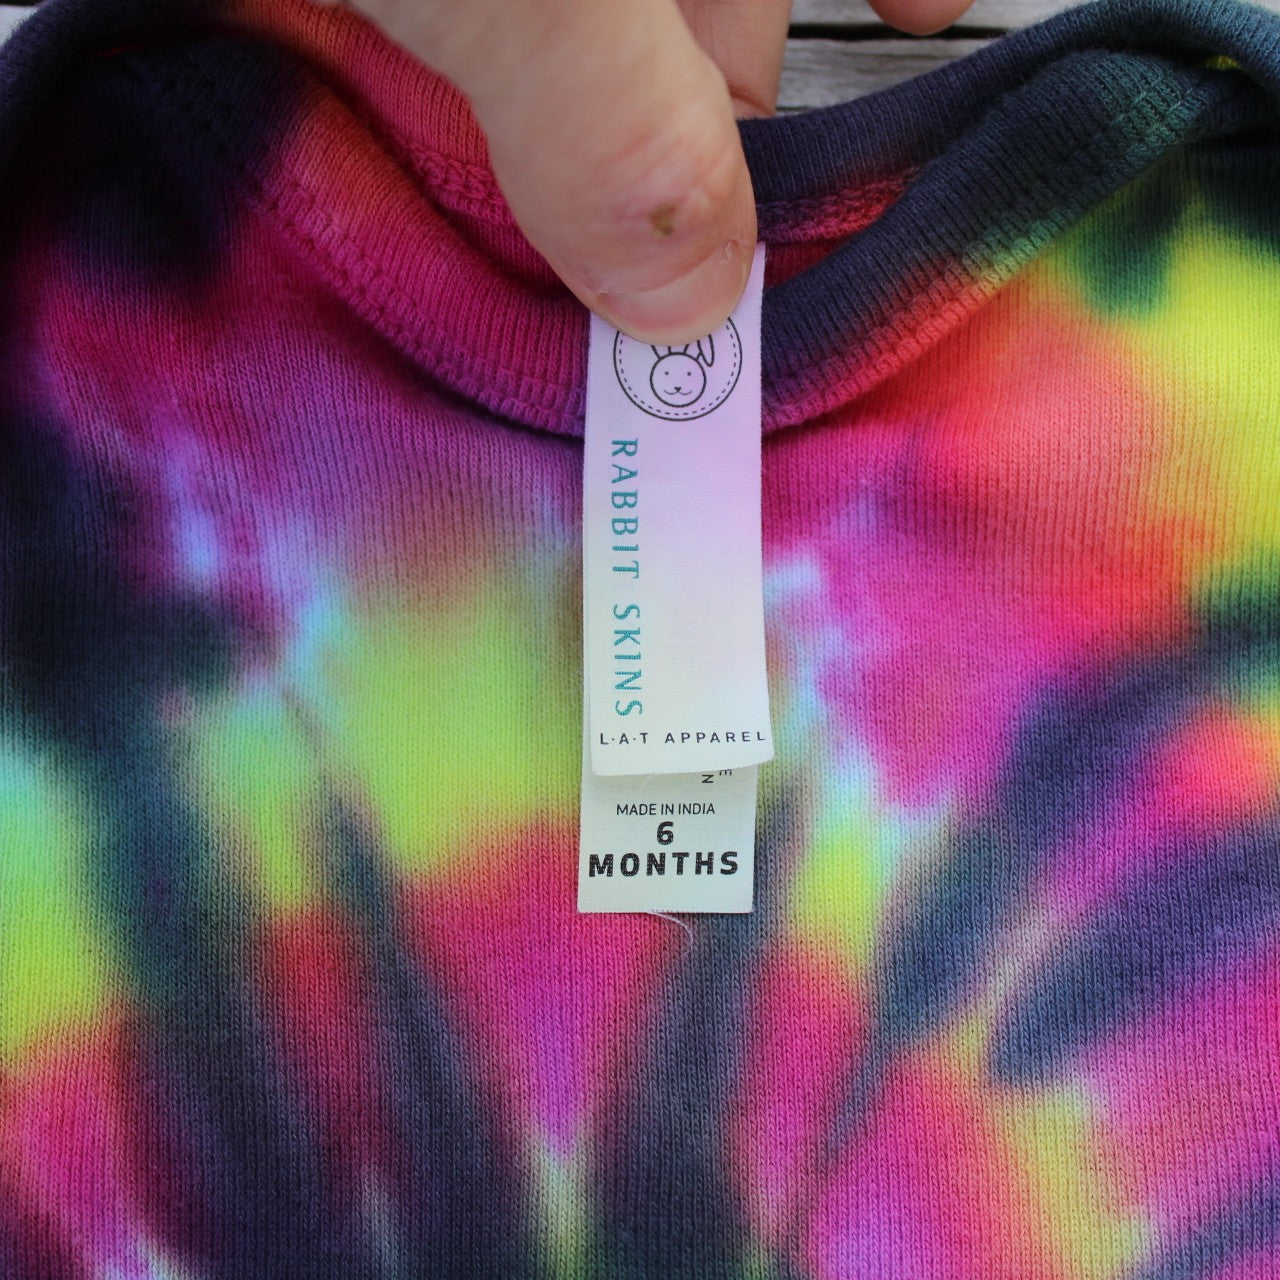 RABBIT SKINS
L·A·T APPAREL
MADE IN INDIA
6
MONTHS